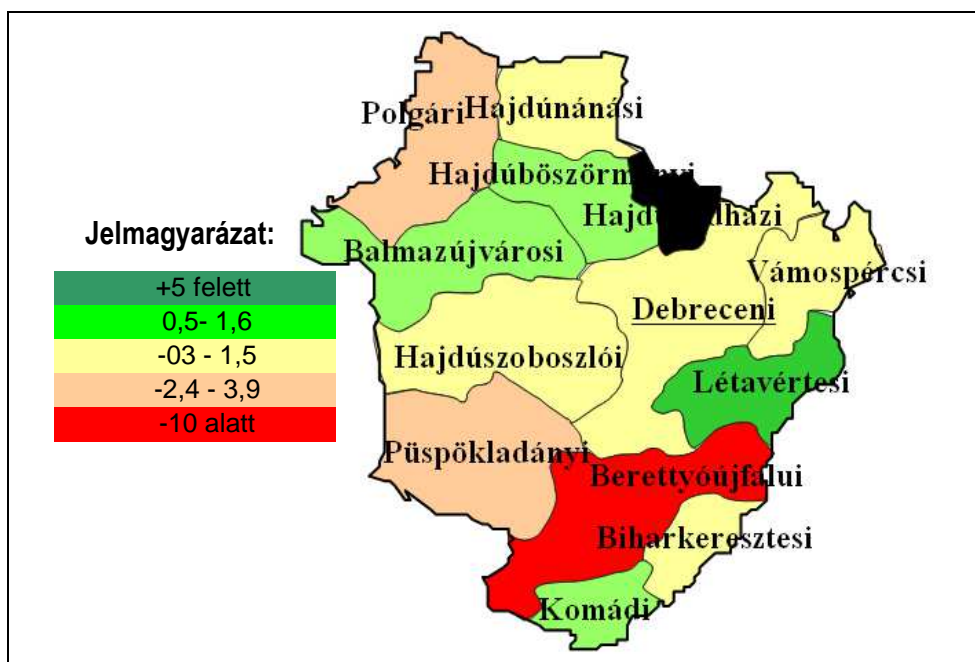 Polgári
Hajdúnánási
Hajdúböszörményi
Jelmagyarázat:
Balmazújvárosi
Vámospércsi
+5 felett
0,5- 1,6
-03 - 1,5
-2,4 - 3,9
-10 alatt
Debreceni
Hajdúszoboszlói
Létavértesi
Püspökladányi
Berettyóújfalui
Biharkeresztesi
Komádi